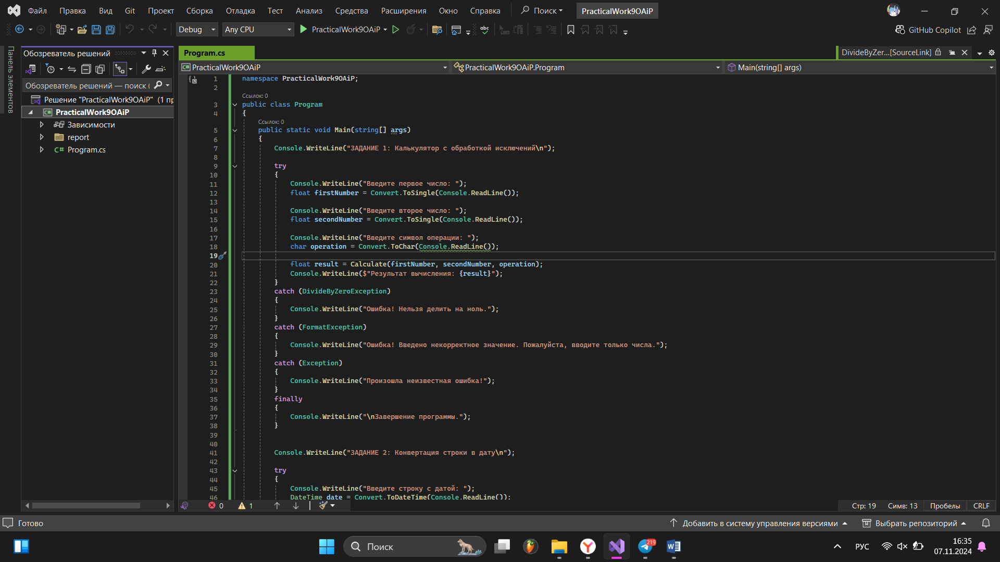 Файл Правка Вид Git Проект Сборка Отладка Тест Анализ Средства Расширения Окно Справка Поиск PracticalWork9OAiP
Debug Any CPU PracticalWork9OAiP GitHub Copilot
Панель элементов
Обозреватель решений
Обозреватель решений — поиск (
Решение "PracticalWork9OAiP" (1 пр
PracticalWork9OAiP
Зависимости
report
Program.cs
Program.cs DivideByZer...[SourceLink]
PracticalWork9OAiP PracticalWork9OAiP.Program Main(string[] args)
1 namespace PracticalWork9OAiP;
2
Ссылок: 0
3 public class Program
4 {
Ссылок: 0
5 public static void Main(string[] args)
6 {
7 Console.WriteLine("ЗАДАНИЕ 1: Калькулятор с обработкой исключений\n");
8
9 try
10 {
11 Console.WriteLine("Введите первое число: ");
12 float firstNumber = Convert.ToSingle(Console.ReadLine());
13
14 Console.WriteLine("Введите второе число: ");
15 float secondNumber = Convert.ToSingle(Console.ReadLine());
16
17 Console.WriteLine("Введите символ операции: ");
18 char operation = Convert.ToChar(Console.ReadLine());
19
20 float result = Calculate(firstNumber, secondNumber, operation);
21 Console.WriteLine($"Результат вычисления: {result}");
22 }
23 catch (DivideByZeroException)
24 {
25 Console.WriteLine("Ошибка! Нельзя делить на ноль.");
26 }
27 catch (FormatException)
28 {
29 Console.WriteLine("Ошибка! Введено некорректное значение. Пожалуйста, вводите только числа.");
30 }
31 catch (Exception)
32 {
33 Console.WriteLine("Произошла неизвестная ошибка!");
34 }
35 finally
36 {
37 Console.WriteLine("\nЗавершение программы.");
38 }
39
40
41 Console.WriteLine("ЗАДАНИЕ 2: Конвертация строки в дату\n");
42
43 try
44 {
45 Console.WriteLine("Введите строку с датой: ");
46 DateTime date = Convert.ToDateTime(Console.ReadLine());
0 1 Стр: 19 Симв: 13 Пробелы CRLF
Готово Добавить в систему управления версиями Выбрать репозиторий
Поиск 219 РУС 16:35
07.11.2024